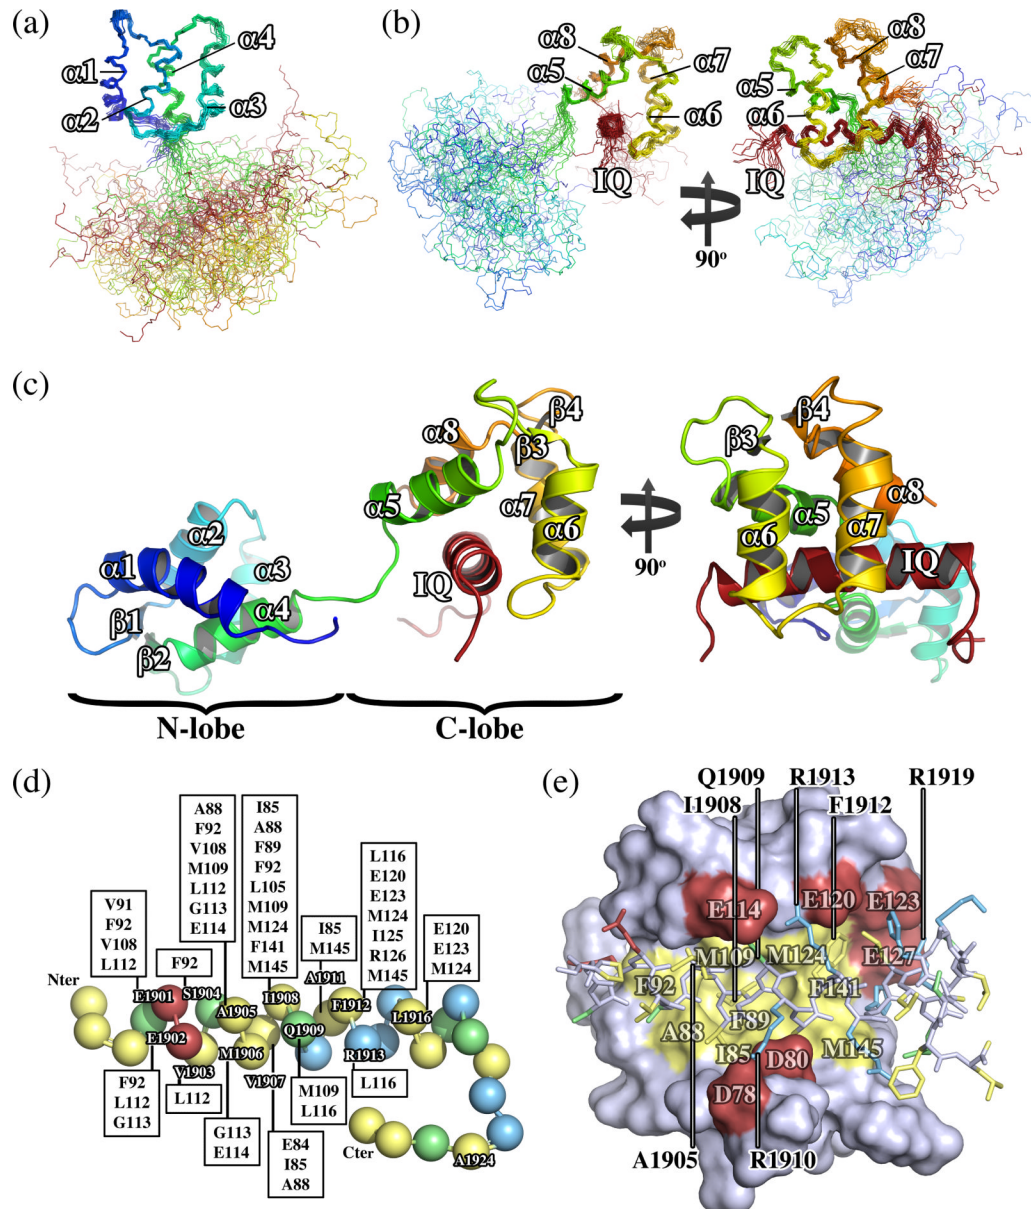 (a)
α1
α2
α4
α3
(b)
α8
α5
α7
α6
IQ
90°
α8
α5
α7
α6
IQ
(c)
α2
α1
α3
α4
β1
β2
α8
α5
β4
β3
α7
α6
IQ
90°
β3
β4
α8
α5
α6
α7
IQ
N-lobe
C-lobe
(d)
A88
F92
V108
M109
L112
G113
E114
I85
A88
F89
F92
L105
M109
M124
F141
M145
L116
E120
E123
M124
I125
R126
M145
V91
F92
V108
L112
F92
I85
M145
E120
E123
M124
Nter
E1901
S1904
A1905
I1908
A1911
F1912
L1916
E1902
V1903
M1906
V1907
Q1909
R1913
F92
L112
G113
L112
G113
E114
E84
I85
A88
M109
L116
L116
Cter
A1924
(e)
Q1909
R1913
R1919
I1908
F1912
E114
E120
E123
M109
M124
E127
F92
F141
A88
F89
I85
M145
D80
D78
A1905
R1910